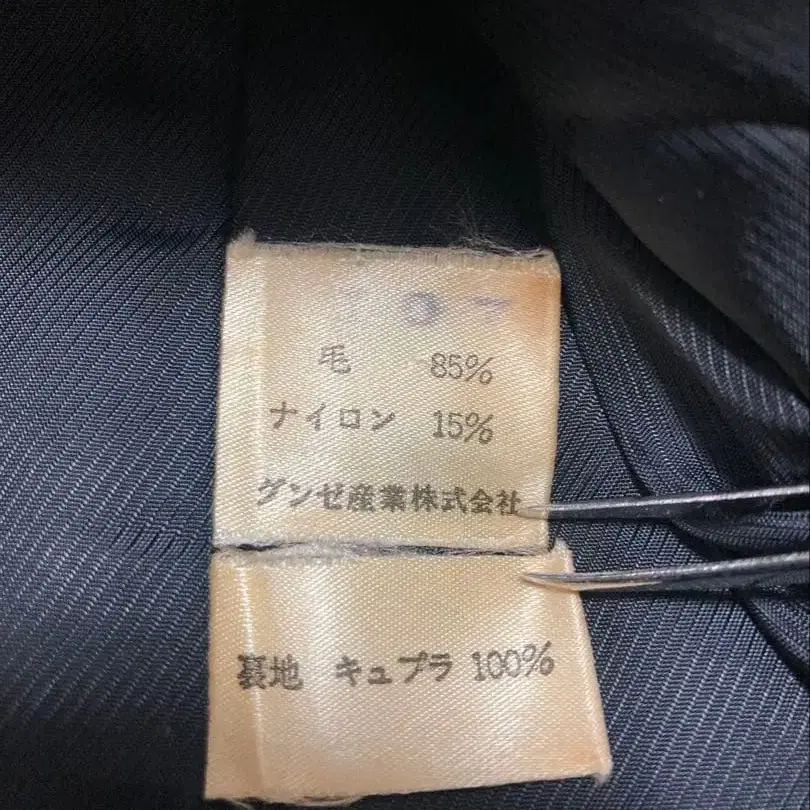 毛 85%
ナイロン 15%
グンゼ産業株式会社
裏地 キュプラ 100%